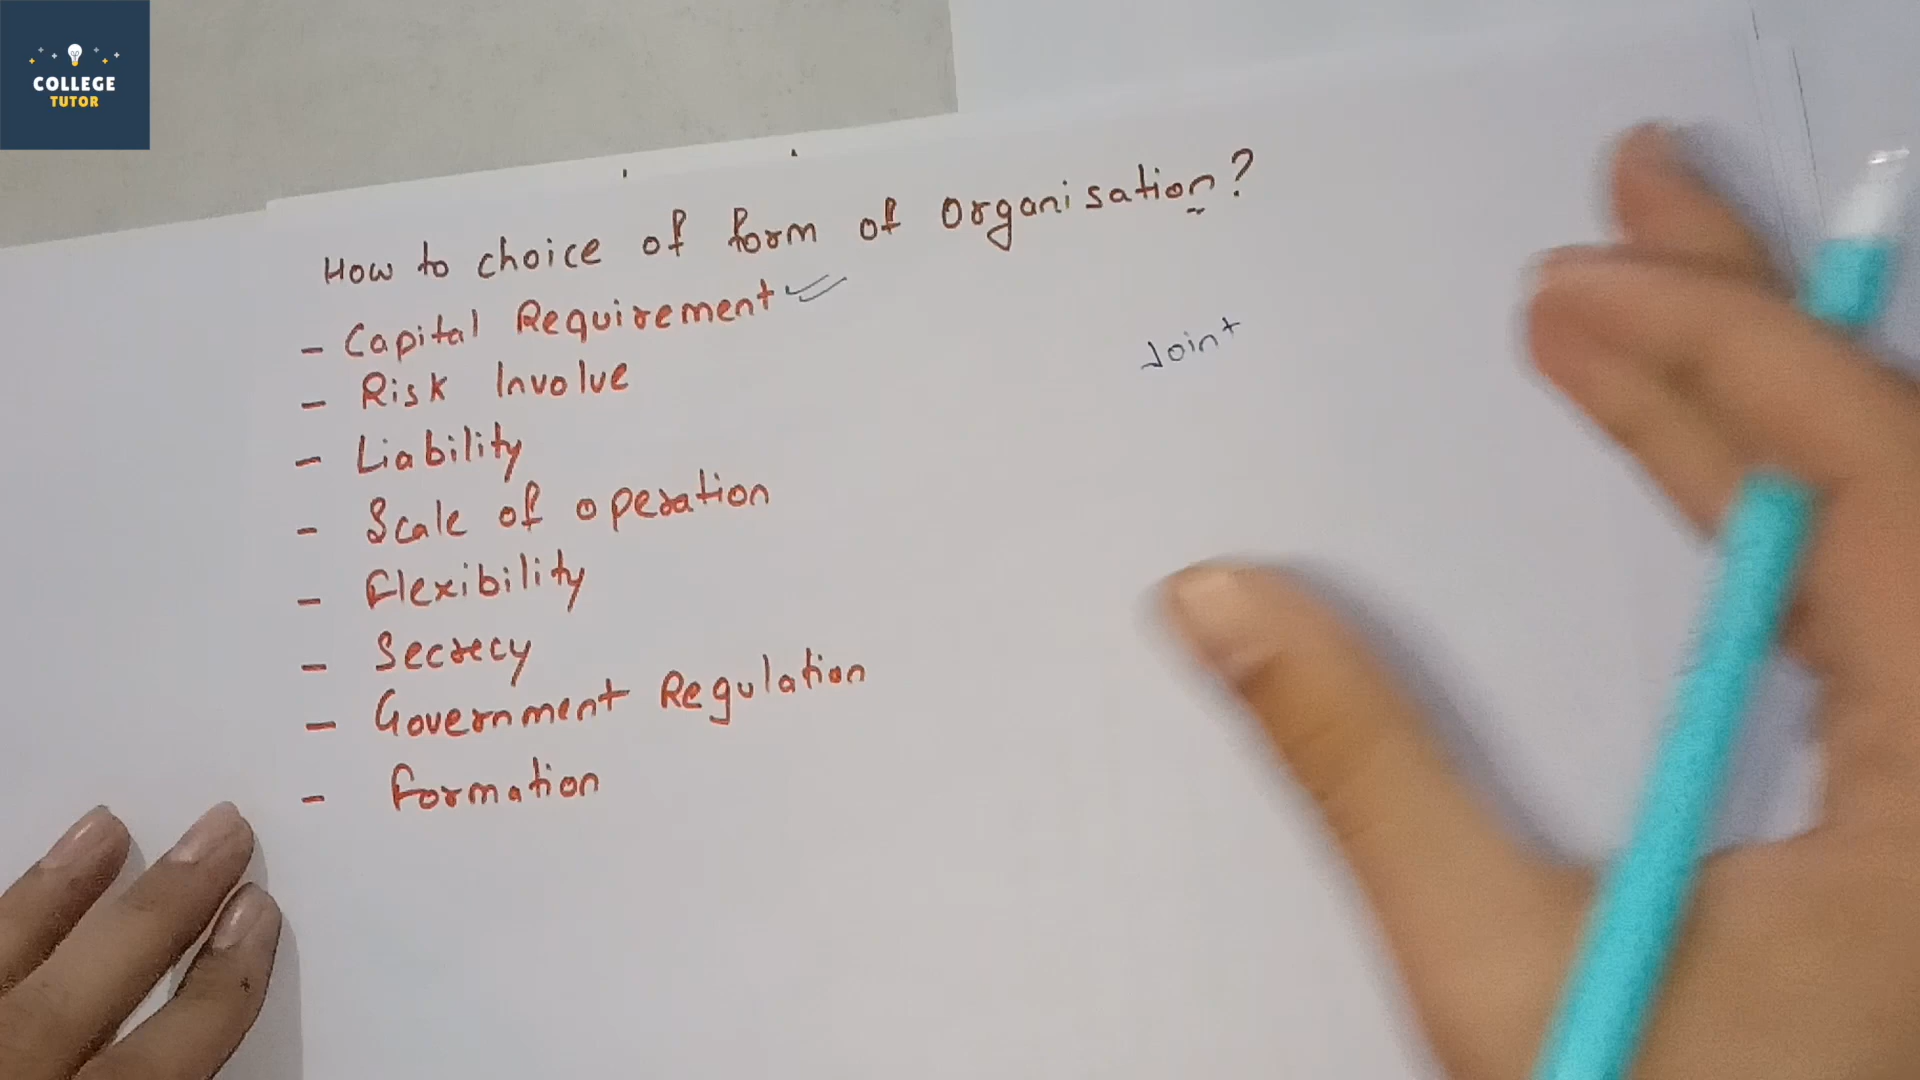 COLLEGE
TUTOR
How to choice of form of organisation?
- Capital Requirement
Joint
- Risk Involve
- Liability
- Scale of operation
- Flexibility
- Secrecy
- Government Regulation
- Formation